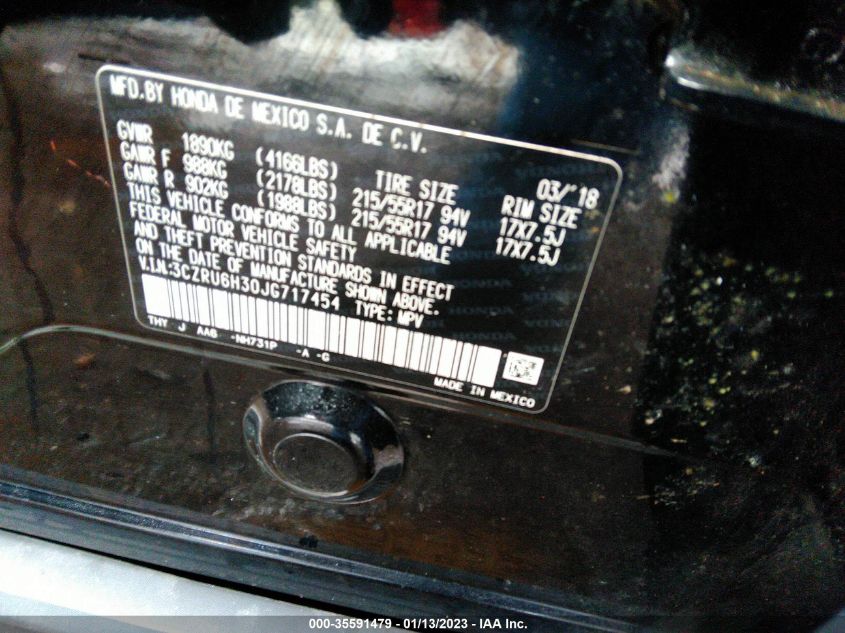 MFD.BY HONDA DE MEXICO S.A. DE C.V.
03/'18
GVWR 1890KG (4166LBS) TIRE SIZE RIM SIZE
GAWR F 988KG (2178LBS) 215/55R17 94V 17X7.5J
GAWR R 902KG (1988LBS) 215/55R17 94V 17X7.5J
THIS VEHICLE CONFORMS TO ALL APPLICABLE
FEDERAL MOTOR VEHICLE SAFETY
AND THEFT PREVENTION STANDARDS IN EFFECT
ON THE DATE OF MANUFACTURE SHOWN ABOVE.
V.I.N:3CZRU6H30JG717454 TYPE: MPV
THY J AA6 -NH731P -A -G
MADE IN MEXICO
000-35591479 — 01/13/2023 - IAA Inc.